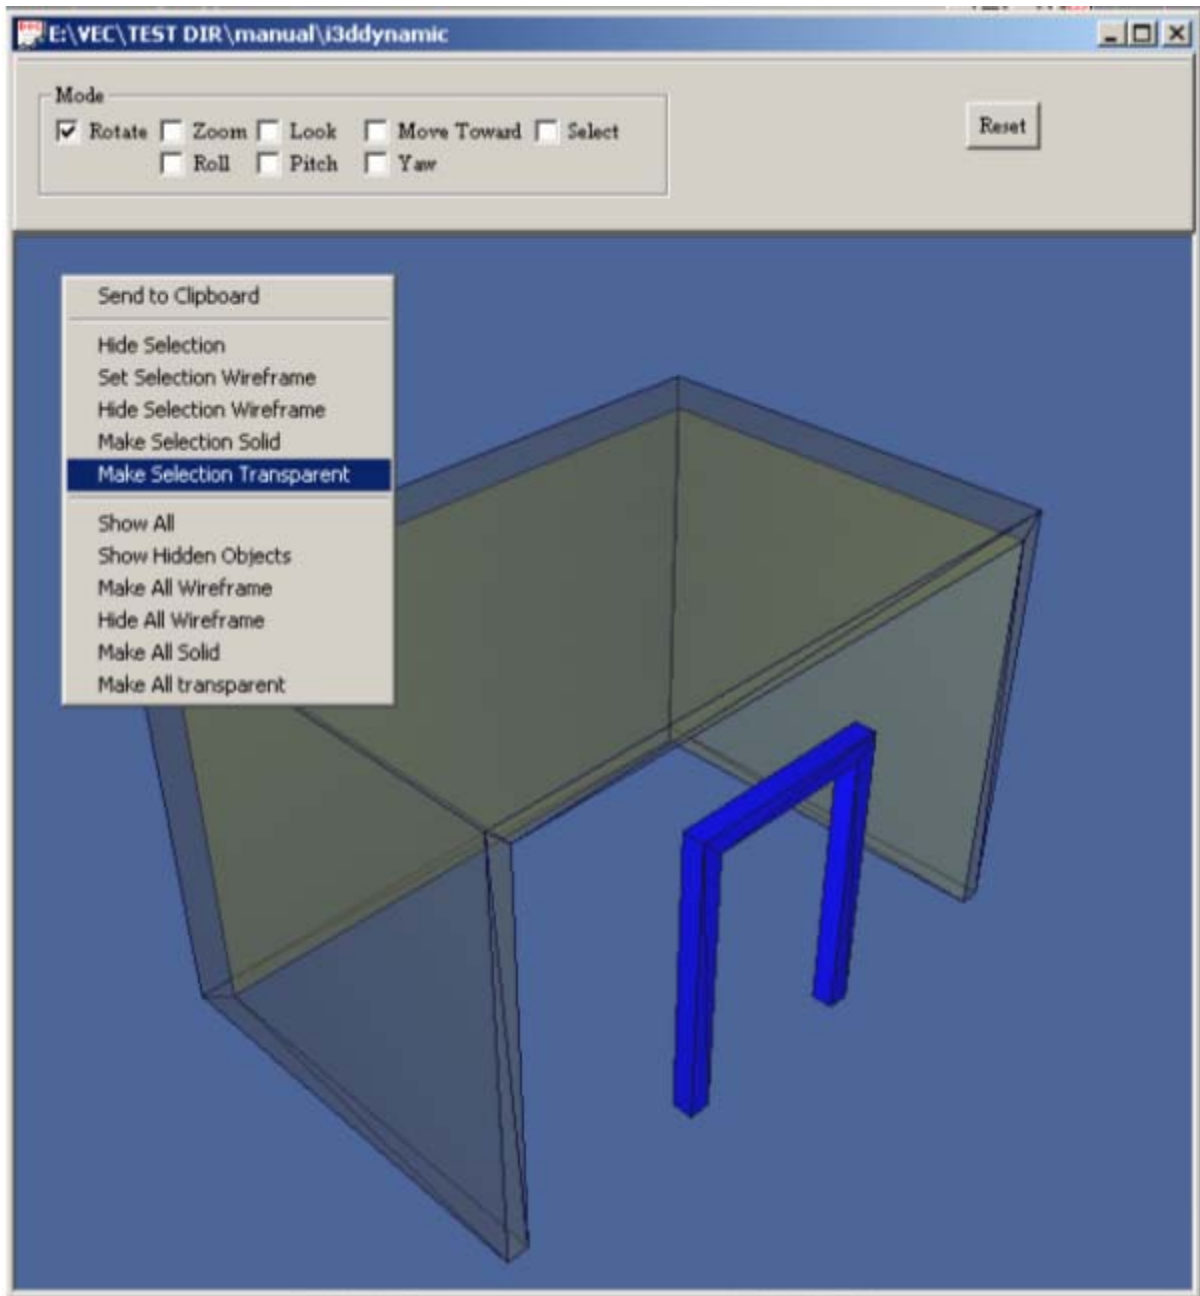 E:\VEC\TEST DIR\manual\i3ddynamic
Mode
Rotate Zoom Look Move Toward Select
Roll Pitch Yaw
Reset
Send to Clipboard
Hide Selection
Set Selection Wireframe
Hide Selection Wireframe
Make Selection Solid
Make Selection Transparent
Show All
Show Hidden Objects
Make All Wireframe
Hide All Wireframe
Make All Solid
Make All transparent